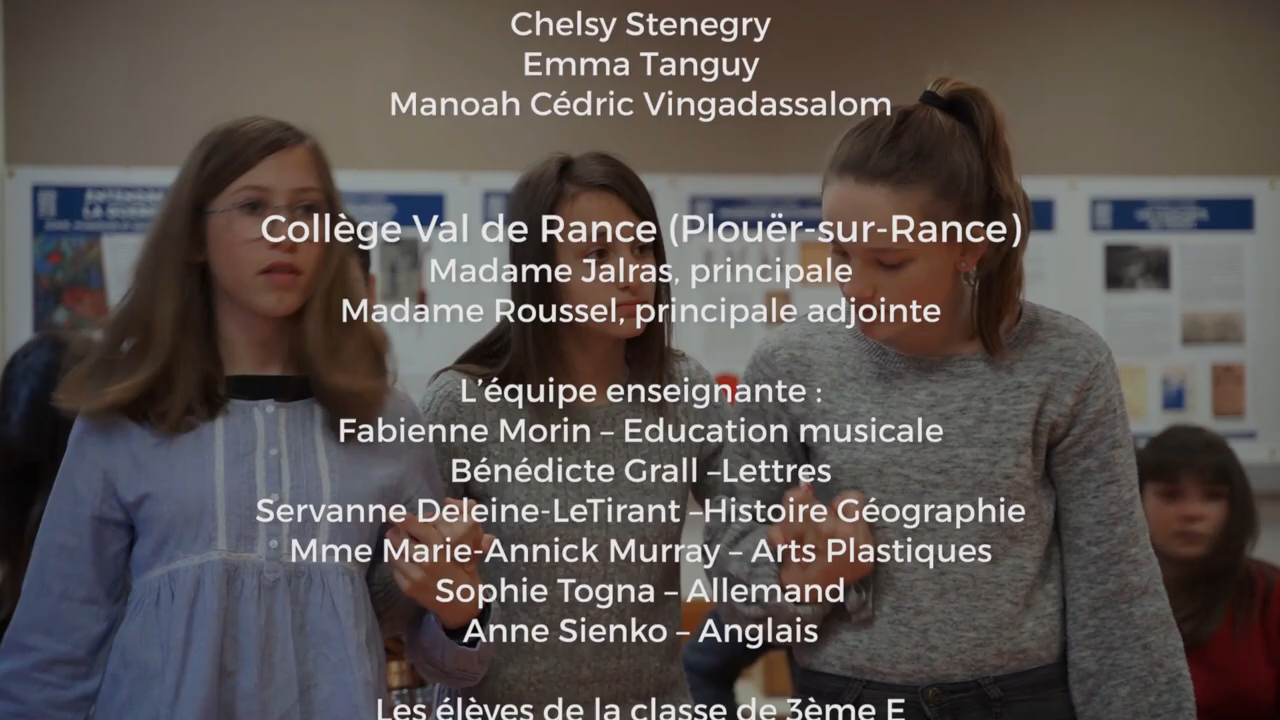 Chelsy Stenegry
Emma Tanguy
Manoah Cédric Vingadassalom
Collège Val de Rance (Plouër-sur-Rance)
Madame Jalras, principale
Madame Roussel, principale adjointe
L’équipe enseignante :
Fabienne Morin – Education musicale
Bénédicte Grall –Lettres
Servanne Deleine-LeTirant –Histoire Géographie
Mme Marie-Annick Murray – Arts Plastiques
Sophie Togna – Allemand
Anne Sienko – Anglais
Les élèves de la classe de 3ème E